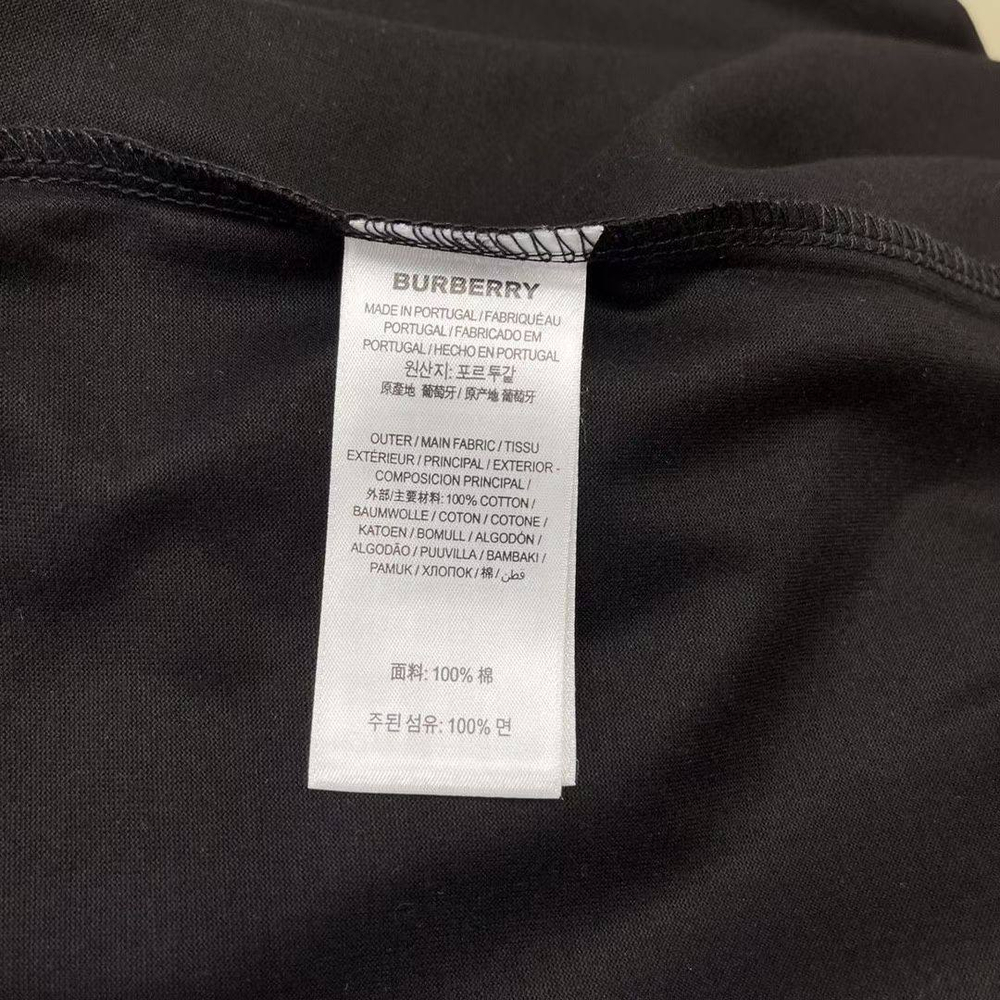 BURBERRY
MADE IN PORTUGAL / FABRIQUÉ AU
PORTUGAL / FABRICADO EM
PORTUGAL / HECHO EN PORTUGAL
원산지: 포르투갈
原產地 葡萄牙 / 原产地 葡萄牙
OUTER / MAIN FABRIC / TISSU
EXTÉRIEUR / PRINCIPAL / EXTERIOR -
COMPOSICION PRINCIPAL /
外部/主要材料: 100% COTTON /
BAUMWOLLE / COTON / COTONE /
KATOEN / BOMULL / ALGODÓN /
ALGODÃO / PUUVILLA / BAMBAKI /
PAMUK / ХЛОПОК / 棉 / قطن
面料: 100% 棉
주된 섬유: 100% 면